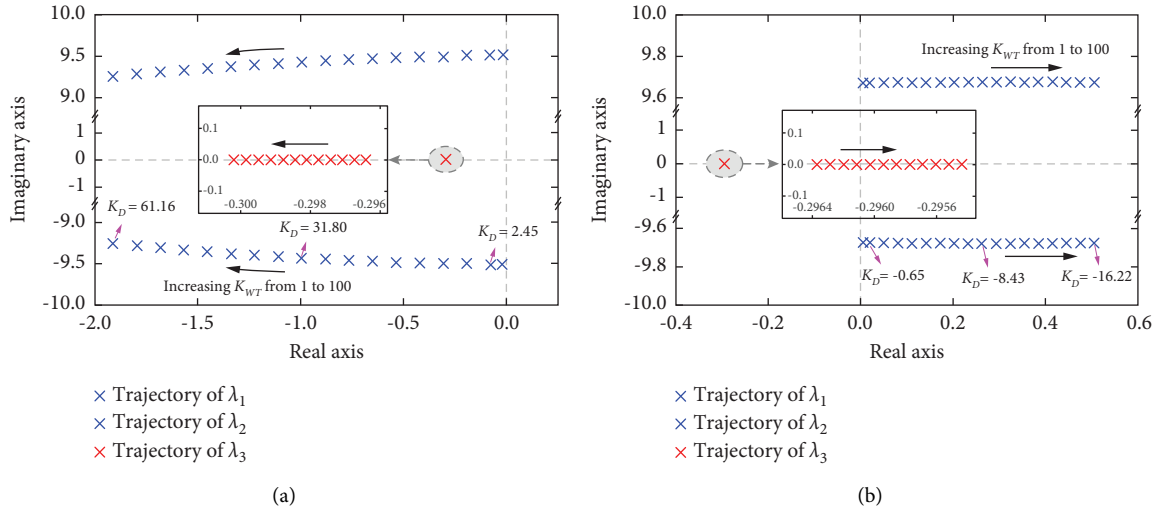 10.0
9.5
9.0
1
0
-1
-9.0
-9.5
-10.0
Imaginary axis
-2.0 -1.5 -1.0 -0.5 0.0
Real axis
0.1
0.0
-0.1
-0.300 -0.298 -0.296
K_D = 61.16
K_D = 31.80
K_D = 2.45
Increasing K_WT from 1 to 100
× Trajectory of λ₁
× Trajectory of λ₂
× Trajectory of λ₃
(a)
10.0
9.8
9.6
1
0
-1
-9.6
-9.8
-10.0
Imaginary axis
-0.4 -0.2 0.0 0.2 0.4 0.6
Real axis
Increasing K_WT from 1 to 100
0.1
0.0
-0.1
-0.2964 -0.2960 -0.2956
K_D= -0.65
K_D= -8.43
K_D= -16.22
× Trajectory of λ₁
× Trajectory of λ₂
× Trajectory of λ₃
(b)